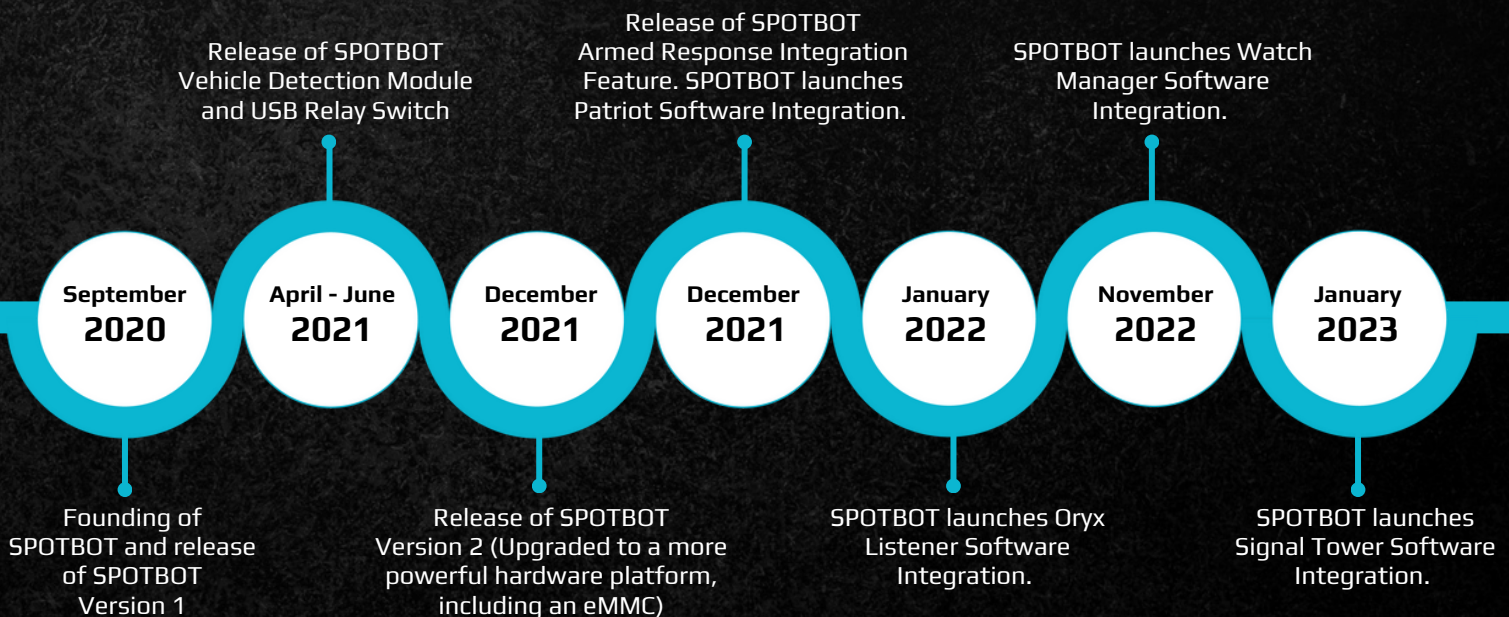 Release of SPOTBOT
Vehicle Detection Module
and USB Relay Switch
Release of SPOTBOT
Armed Response Integration
Feature. SPOTBOT launches
Patriot Software Integration.
SPOTBOT launches Watch
Manager Software
Integration.
September
2020
April - June
2021
December
2021
December
2021
January
2022
November
2022
January
2023
Founding of
SPOTBOT and release
of SPOTBOT
Version 1
Release of SPOTBOT
Version 2 (Upgraded to a more
powerful hardware platform,
including an eMMC)
SPOTBOT launches Oryx
Listener Software
Integration.
SPOTBOT launches
Signal Tower Software
Integration.